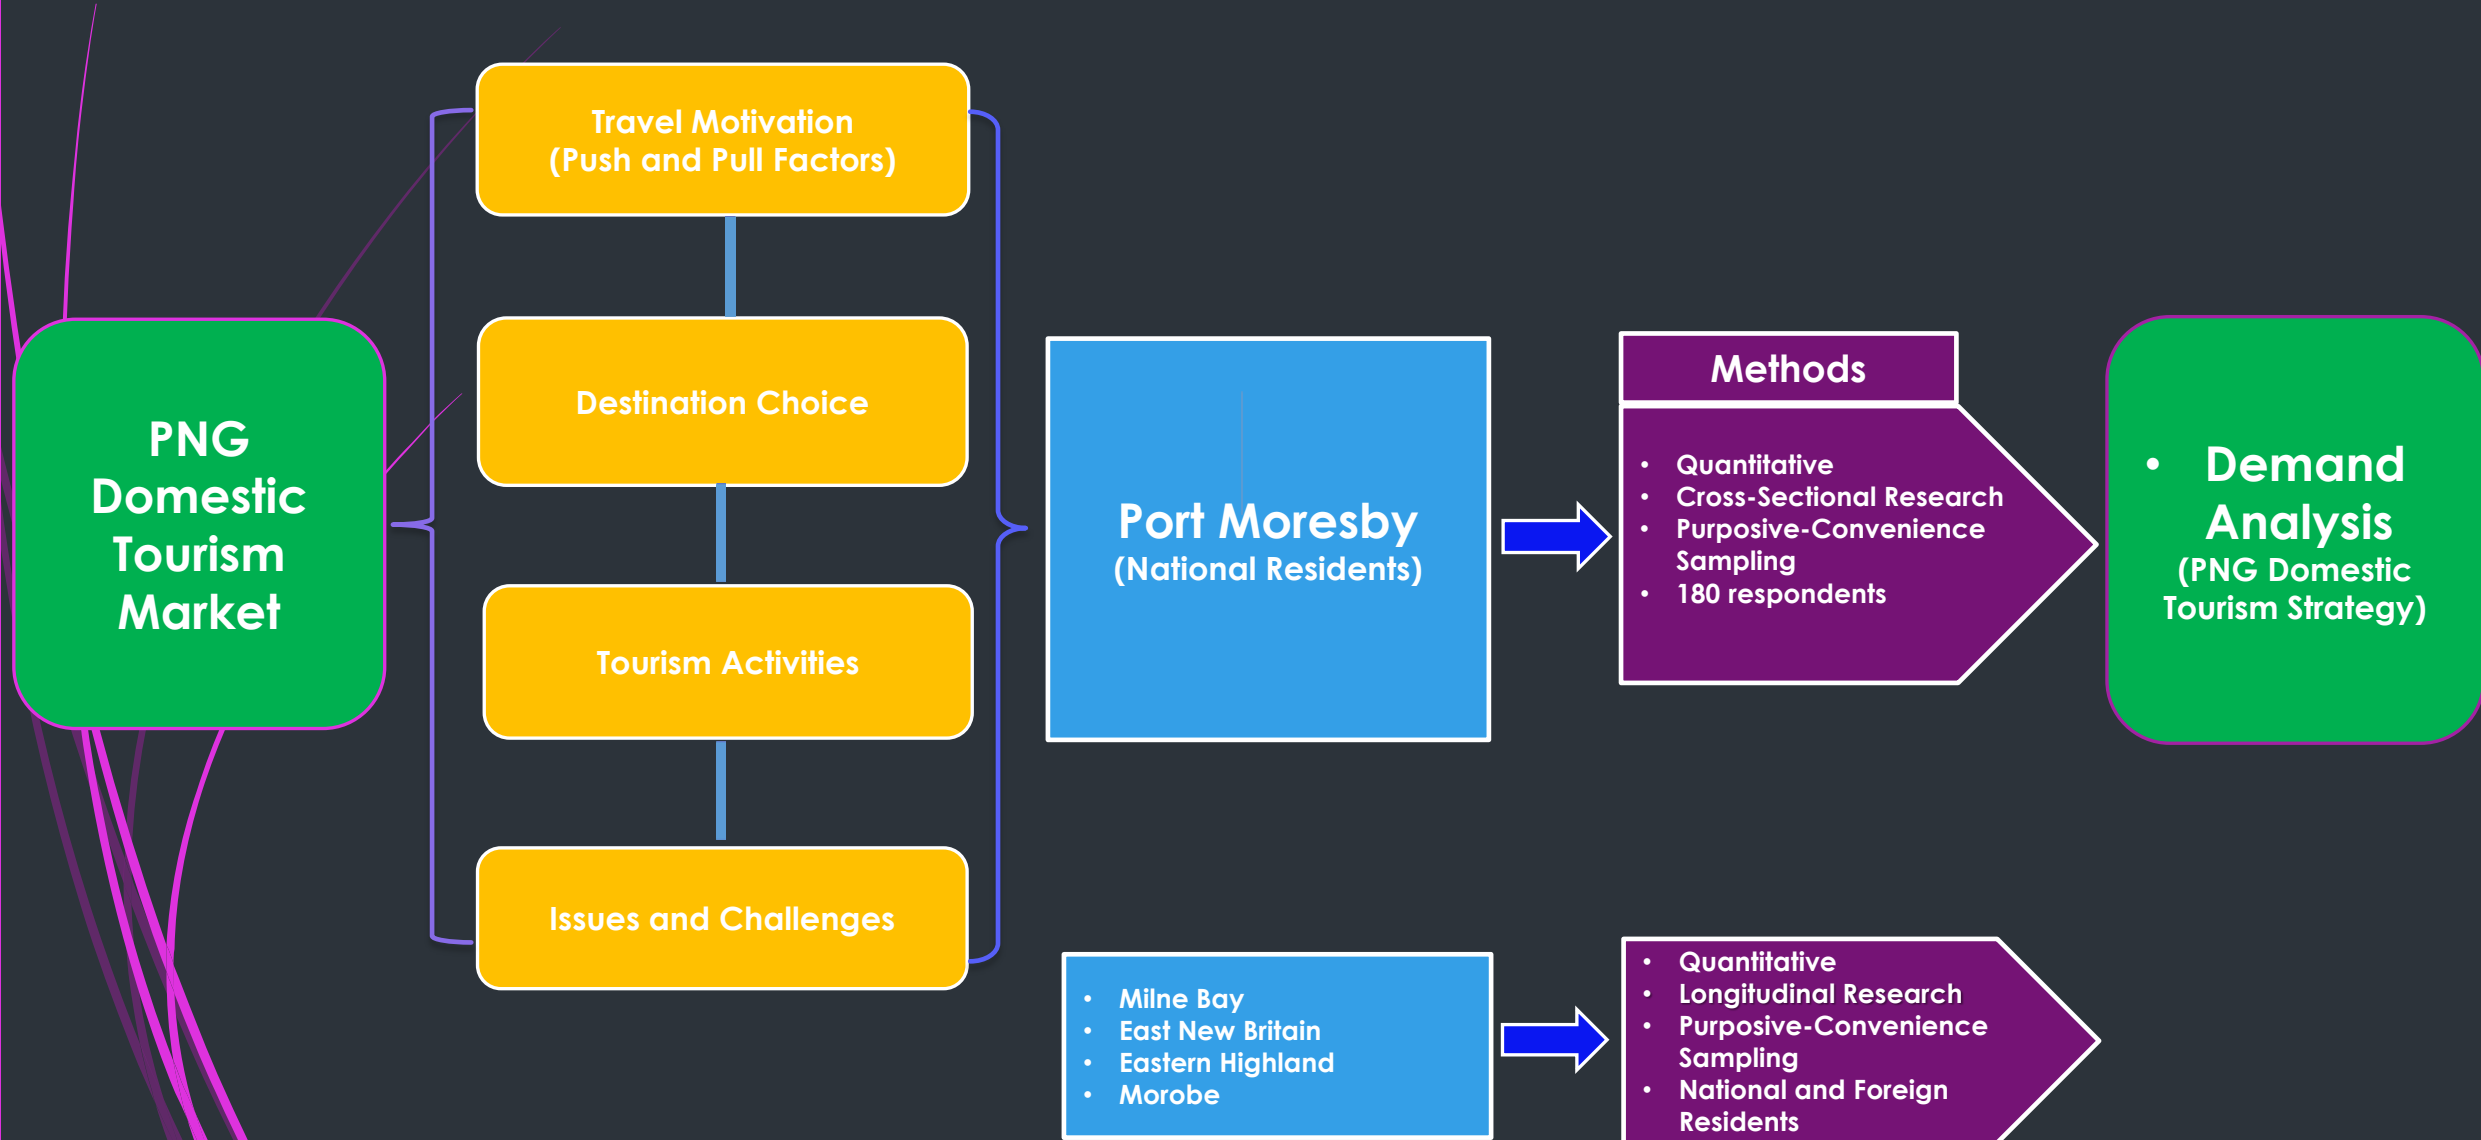 PNG
Domestic
Tourism
Market
Travel Motivation
(Push and Pull Factors)
Destination Choice
Tourism Activities
Issues and Challenges
Port Moresby
(National Residents)
Methods
• Quantitative
• Cross-Sectional Research
• Purposive-Convenience
Sampling
• 180 respondents
• Demand
Analysis
(PNG Domestic
Tourism Strategy)
• Milne Bay
• East New Britain
• Eastern Highland
• Morobe
• Quantitative
• Longitudinal Research
• Purposive-Convenience
Sampling
• National and Foreign
Residents